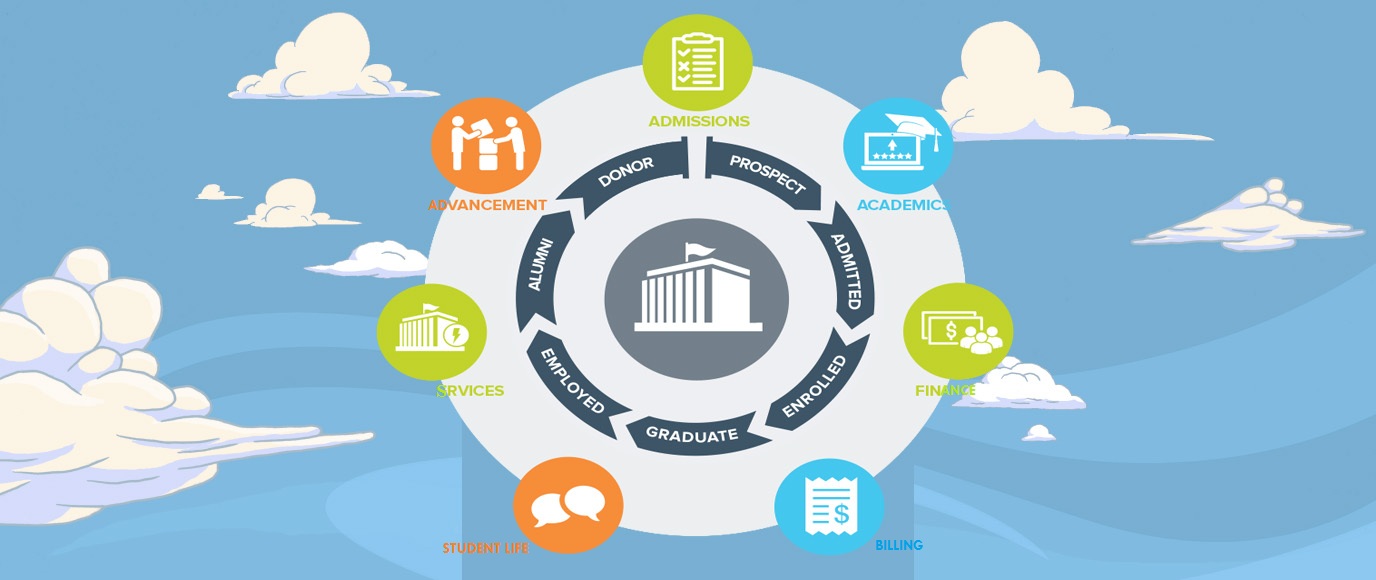 ADMISSIONS
ADVANCEMENT
ACADEMICS
DONOR
PROSPECT
ALUMNI
ADMITTED
SRVICES
FINANCE
EMPLOYED
ENROLLED
GRADUATE
$
$
STUDENT LIFE
BILLING